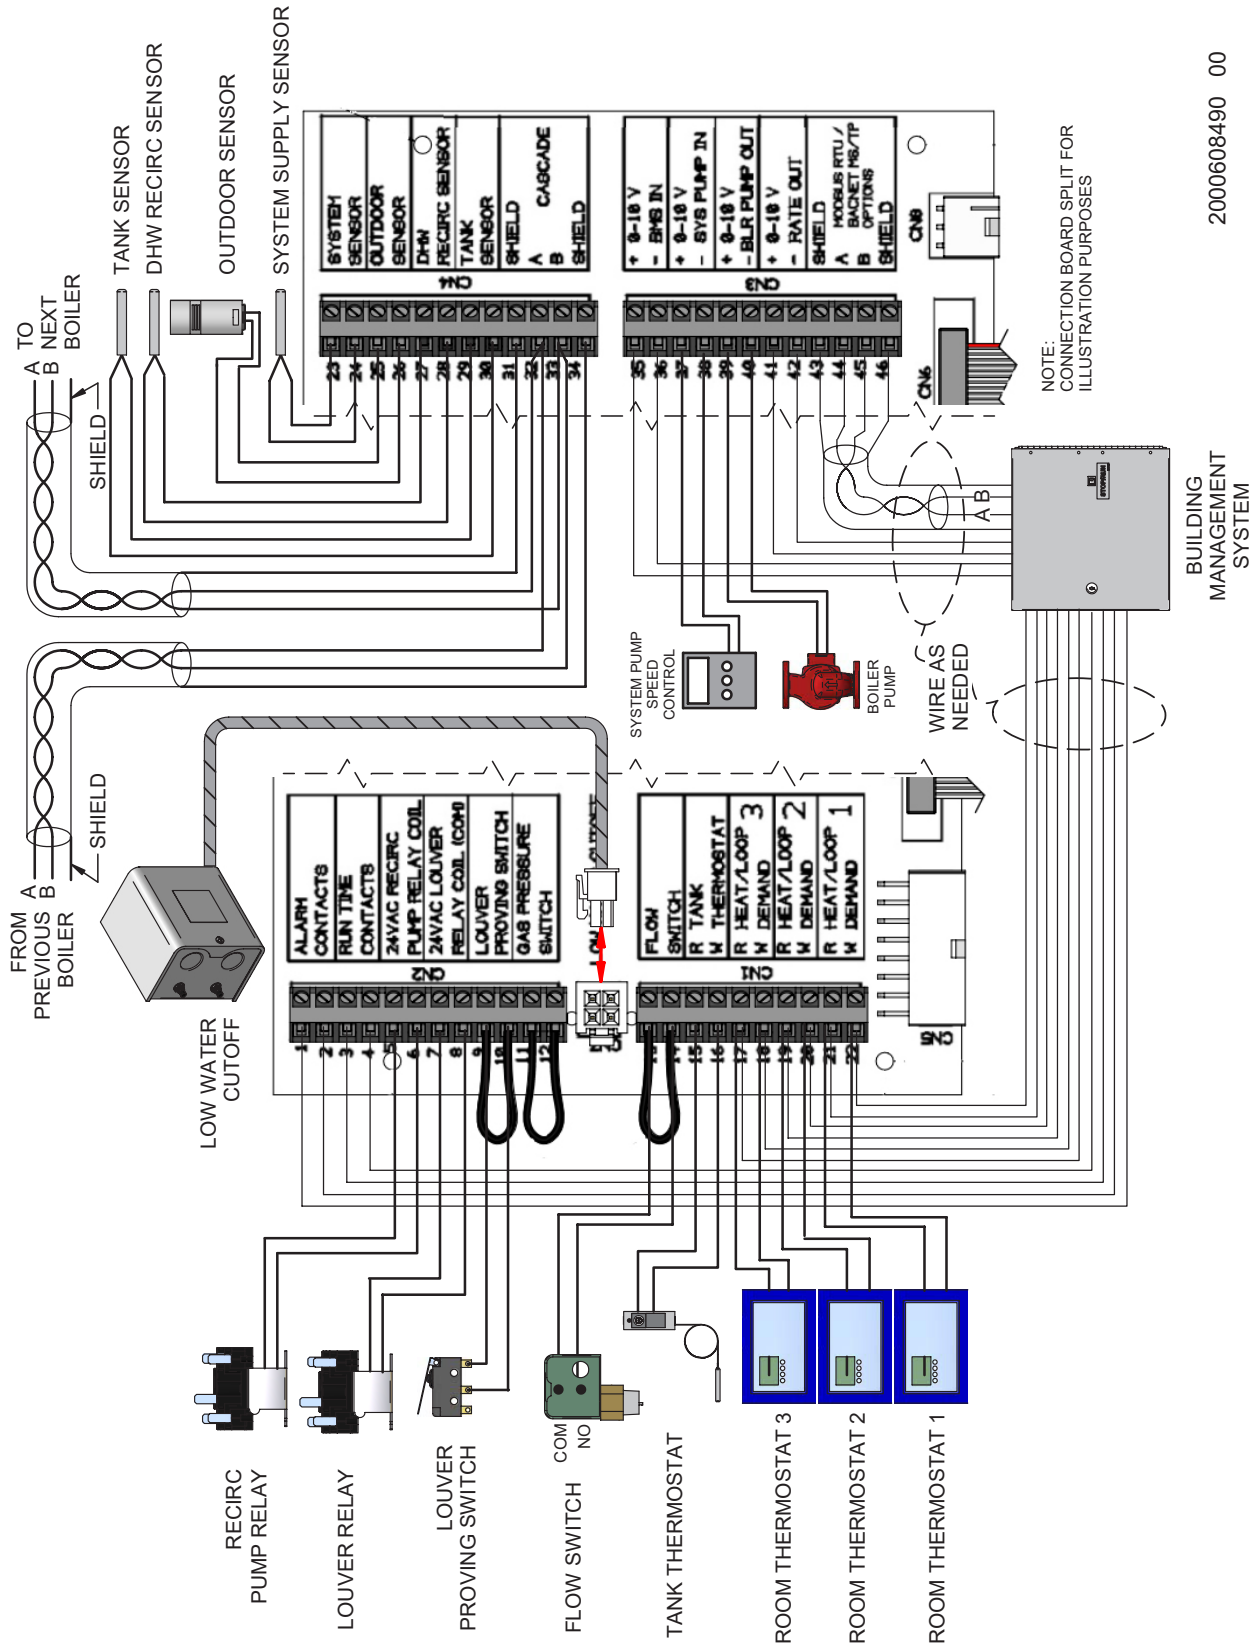 FROM
PREVIOUS
BOILER
A
B
SHIELD
TO
NEXT
BOILER
A
B
SHIELD
TANK SENSOR
DHW RECIRC SENSOR
OUTDOOR SENSOR
SYSTEM SUPPLY SENSOR
LOW WATER
CUTOFF
ALARM
CONTACTS
RUN TIME
CONTACTS
24VAC RECIRC
PUMP RELAY COIL
24VAC LOUVER
RELAY COIL (COM)
LOUVER
PROVING SWITCH
GAS PRESSURE
SWITCH
CN2
1
2
3
4
5
6
7
8
9
10
11
12
LOW
CUTOFF
FLOW
SWITCH
R TANK
W THERMOSTAT
R HEAT/LOOP 3
W DEMAND
R HEAT/LOOP 2
W DEMAND
R HEAT/LOOP 1
W DEMAND
CN1
13
14
15
16
17
18
19
20
21
22
CN5
SYSTEM
SENSOR
OUTDOOR
SENSOR
DHW
RECIRC SENSOR
TANK
SENSOR
SHIELD
A
CASCADE
B
SHIELD
CN4
23
24
25
26
27
28
29
30
31
32
33
34
+ 0-10 V
- BMS IN
+ 0-10 V
- SYS PUMP IN
+ 0-10 V
- BLR PUMP OUT
+ 0-10 V
- RATE OUT
SHIELD
A MODBUS RTU /
BACNET MS/TP
B OPTIONS
SHIELD
CN3
35
36
37
38
39
40
41
42
43
44
45
46
CN8
CN6
RECIRC
PUMP RELAY
LOUVER RELAY
LOUVER
PROVING SWITCH
COM
NO
FLOW SWITCH
TANK THERMOSTAT
ROOM THERMOSTAT 3
ROOM THERMOSTAT 2
ROOM THERMOSTAT 1
SYSTEM PUMP
SPEED
CONTROL
BOILER
PUMP
WIRE AS
NEEDED
A
B
BUILDING
MANAGEMENT
SYSTEM
NOTE:
CONNECTION BOARD SPLIT FOR
ILLUSTRATION PURPOSES
2000608490 00